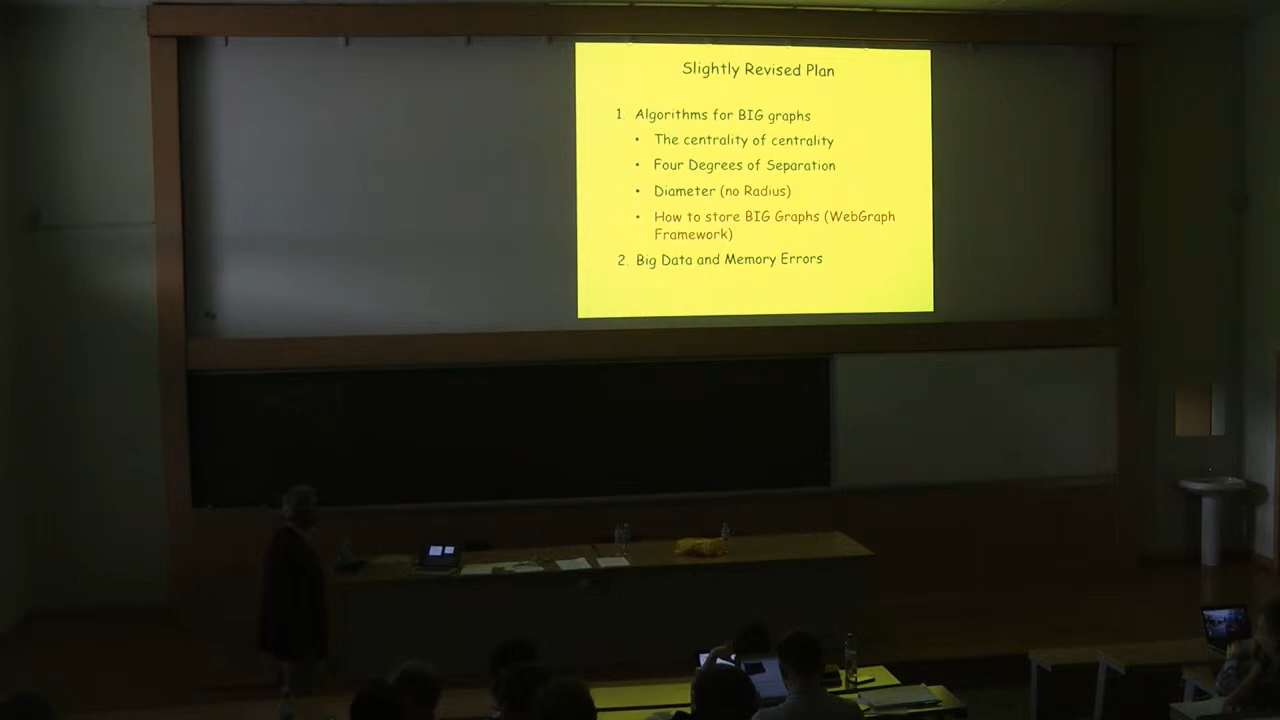 Slightly Revised Plan
1. Algorithms for BIG graphs
• The centrality of centrality
• Four Degrees of Separation
• Diameter (no Radius)
• How to store BIG Graphs (WebGraph
Framework)
2. Big Data and Memory Errors